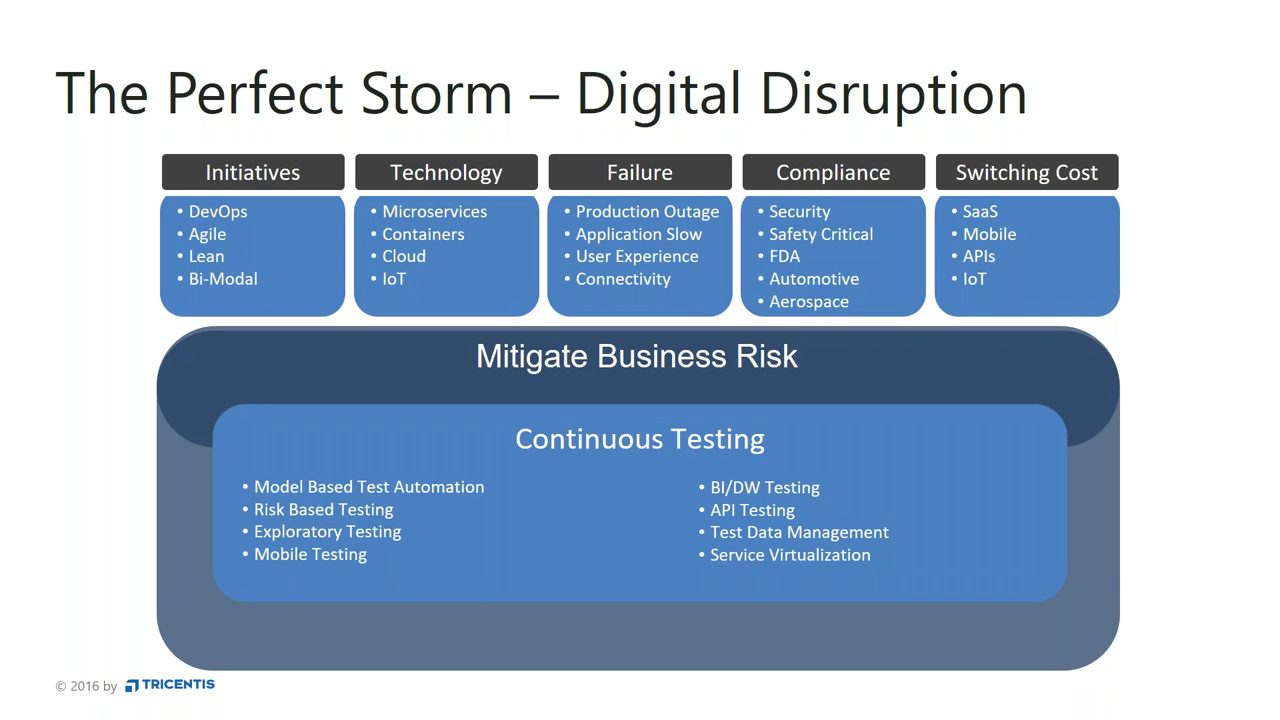 The Perfect Storm – Digital Disruption
Initiatives
• DevOps
• Agile
• Lean
• Bi-Modal
Technology
• Microservices
• Containers
• Cloud
• IoT
Failure
• Production Outage
• Application Slow
• User Experience
• Connectivity
Compliance
• Security
• Safety Critical
• FDA
• Automotive
• Aerospace
Switching Cost
• SaaS
• Mobile
• APIs
• IoT
Mitigate Business Risk
Continuous Testing
• Model Based Test Automation
• Risk Based Testing
• Exploratory Testing
• Mobile Testing
• BI/DW Testing
• API Testing
• Test Data Management
• Service Virtualization
© 2016 by TRICENTIS